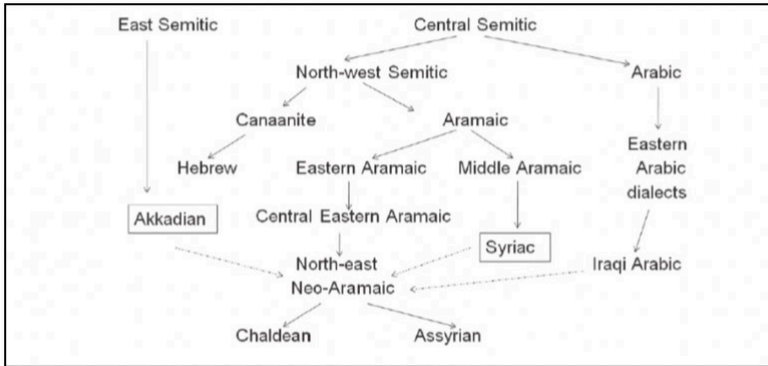 East Semitic
Central Semitic
North-west Semitic
Arabic
Canaanite
Aramaic
Eastern
Arabic
dialects
Hebrew
Eastern Aramaic
Middle Aramaic
Akkadian
Central Eastern Aramaic
Syriac
North-east
Neo-Aramaic
Iraqi Arabic
Chaldean
Assyrian